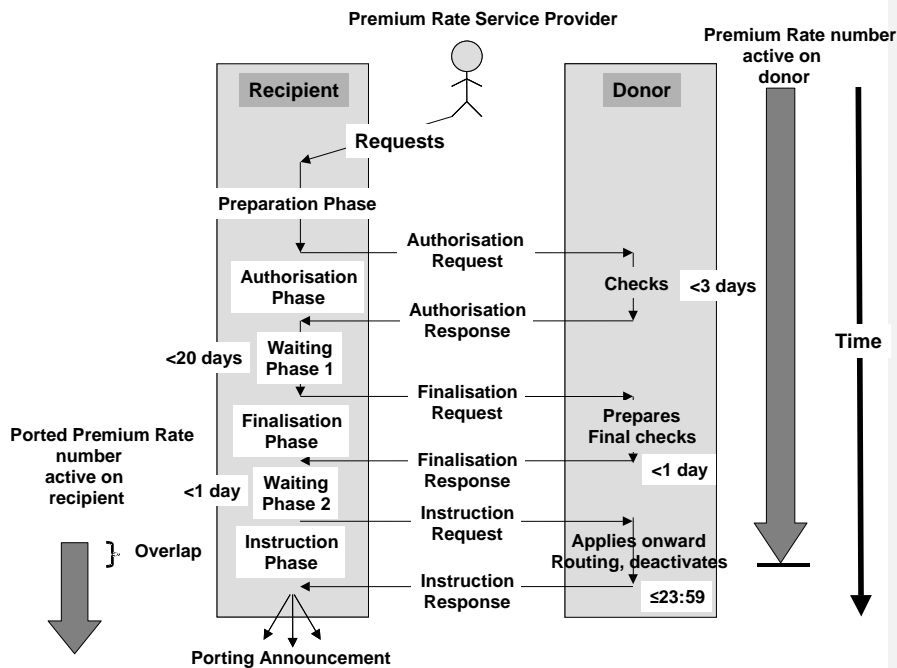 Premium Rate Service Provider
Premium Rate number
active on
donor
Recipient
Donor
Requests
Preparation Phase
Authorisation
Request
Authorisation
Phase
Checks
<3 days
Authorisation
Response
Time
<20 days
Waiting
Phase 1
Finalisation
Request
Finalisation
Phase
Prepares
Final checks
Ported Premium Rate
number
active on
recipient
Finalisation
Response
<1 day
<1 day
Waiting
Phase 2
Instruction
Request
Overlap
Instruction
Phase
Applies onward
Routing, deactivates
Instruction
Response
≤23:59
Porting Announcement